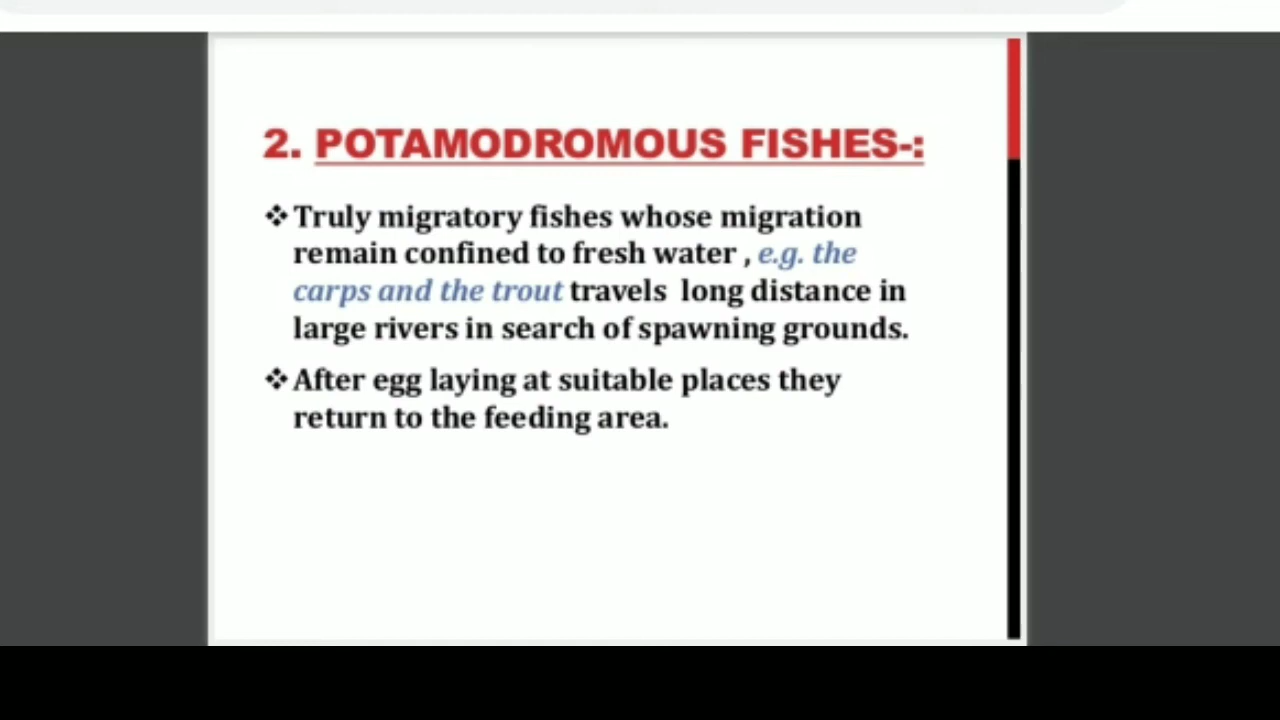 2. POTAMODROMOUS FISHES-:
❖Truly migratory fishes whose migration
remain confined to fresh water , e.g. the
carps and the trout travels long distance in
large rivers in search of spawning grounds.
❖After egg laying at suitable places they
return to the feeding area.